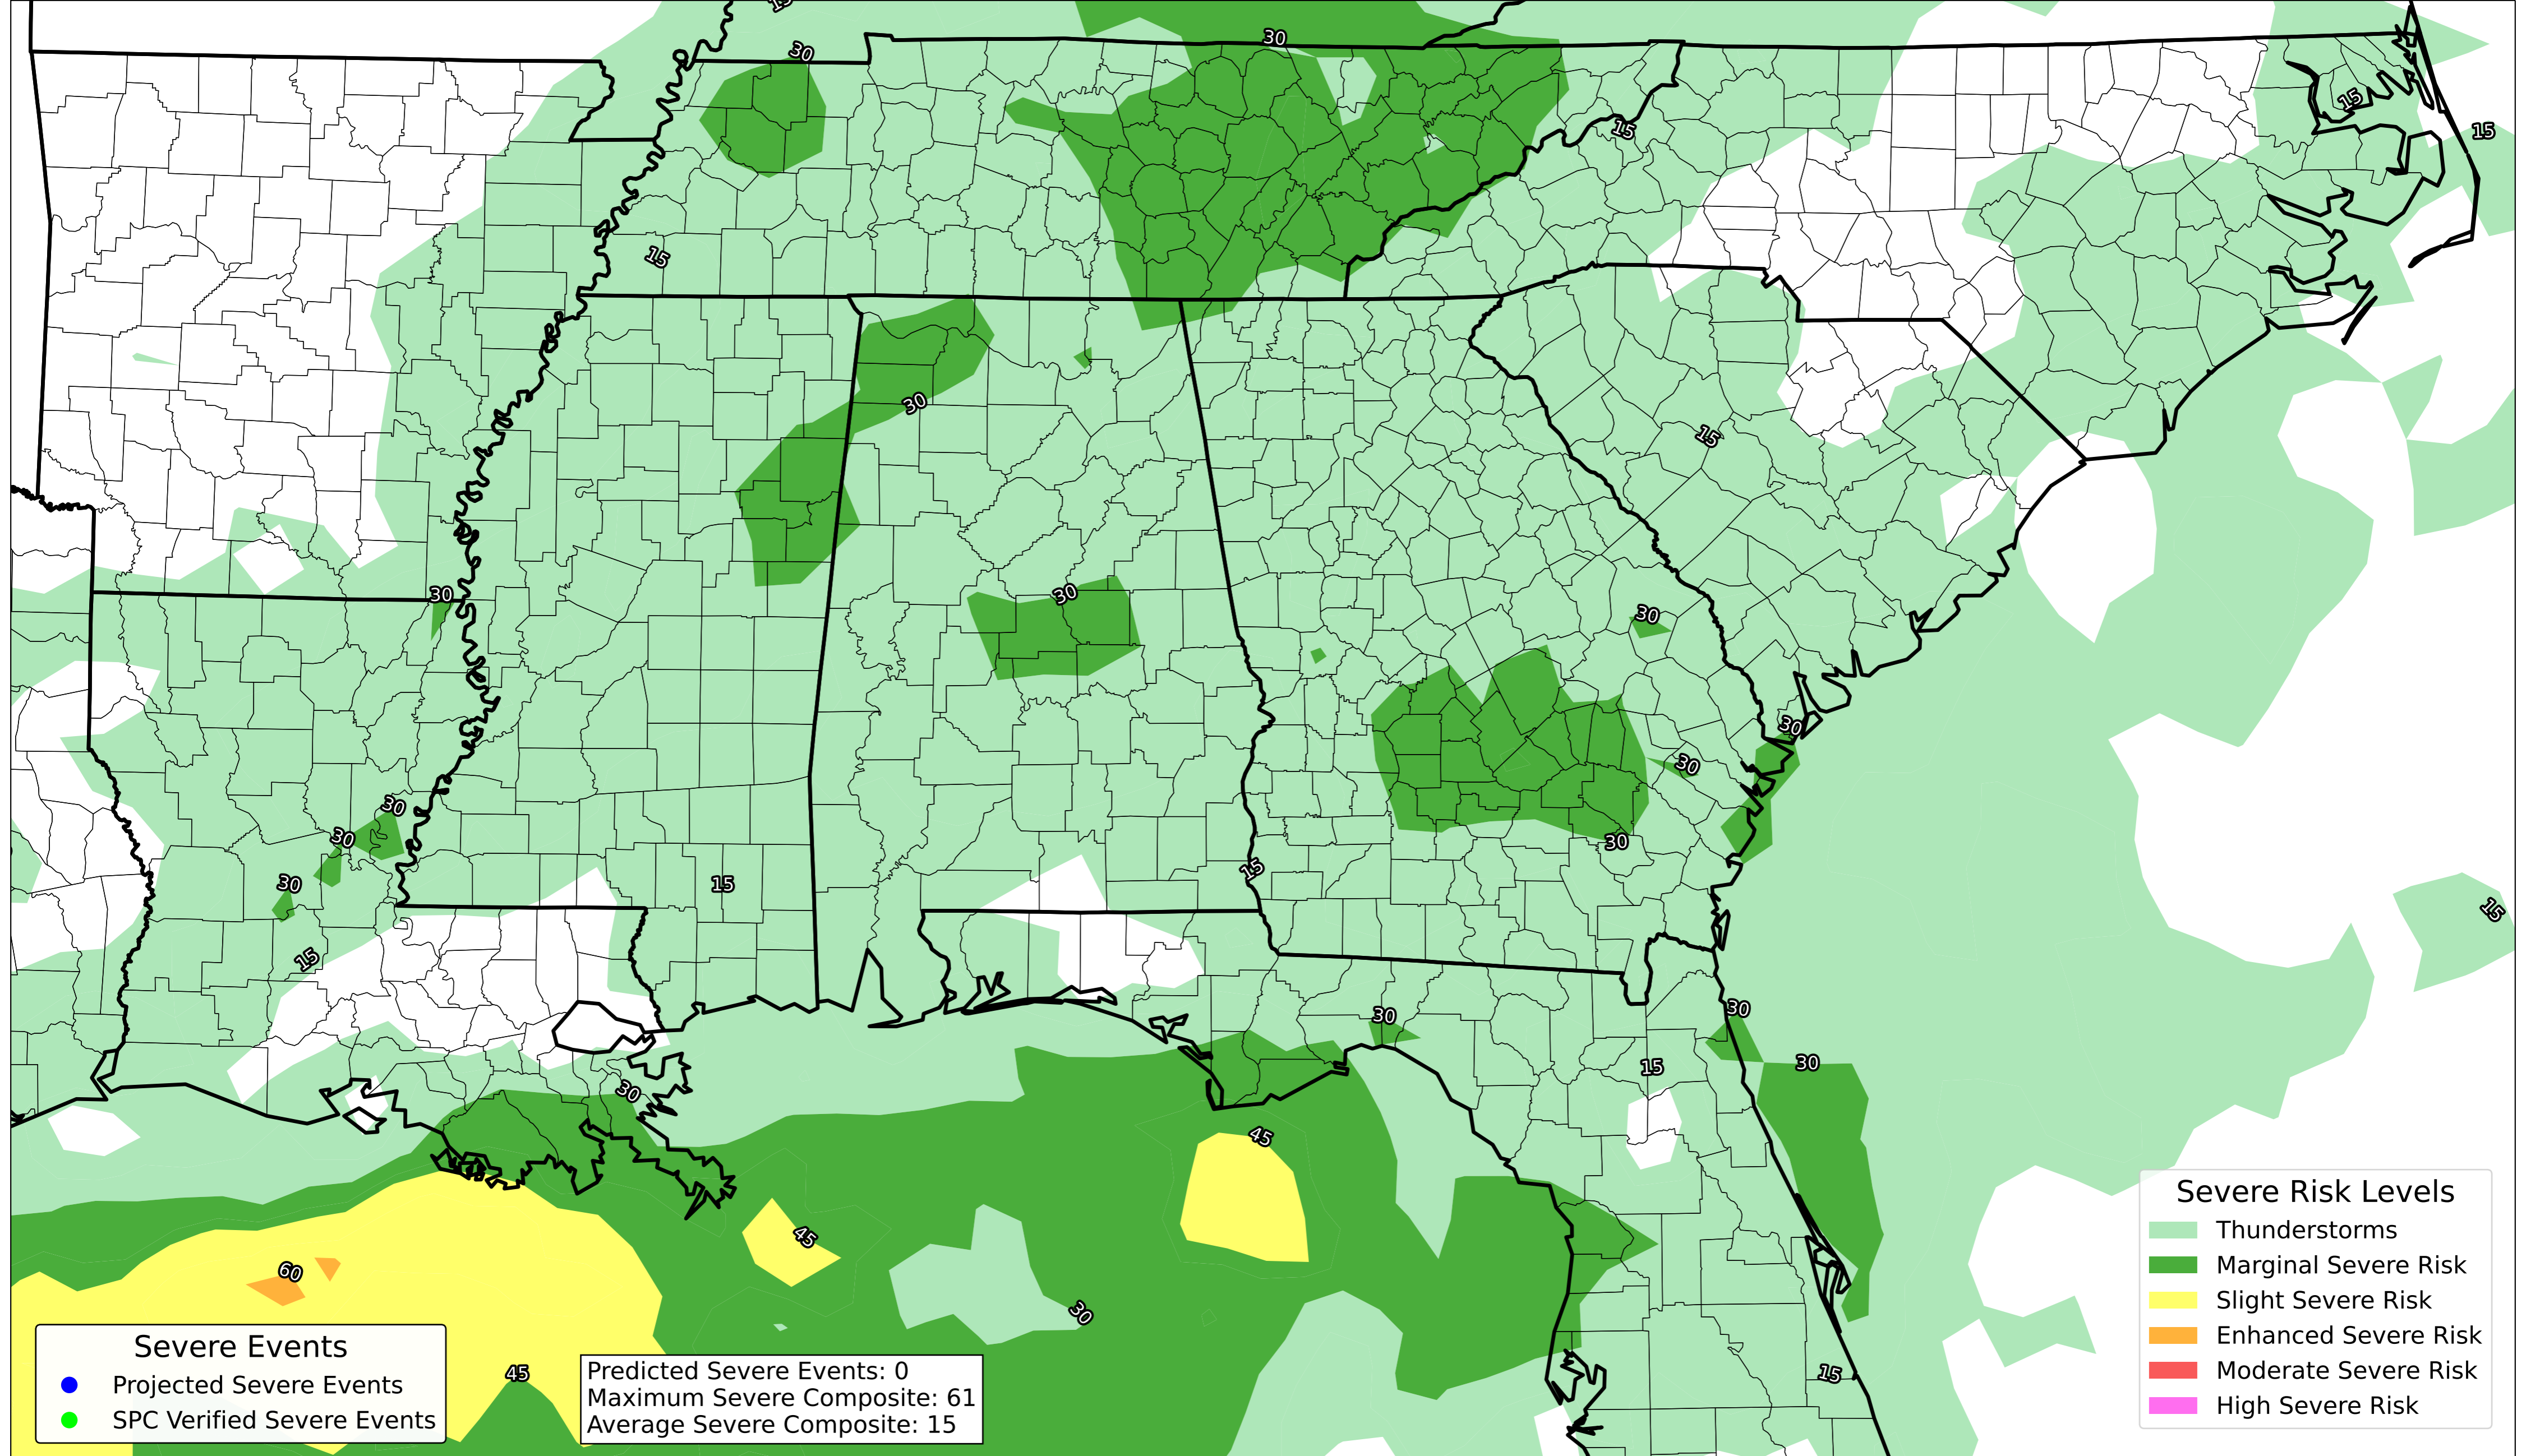 15
30
30
15
15
15
15
30
15
30
30
30
30
30
30
30
30
30
15
15
15
15
30
30
30
15
30
45
45
60
30
45
15
Severe Risk Levels
Thunderstorms
Marginal Severe Risk
Slight Severe Risk
Enhanced Severe Risk
Moderate Severe Risk
High Severe Risk
Severe Events
Projected Severe Events
SPC Verified Severe Events
Predicted Severe Events: 0
Maximum Severe Composite: 61
Average Severe Composite: 15